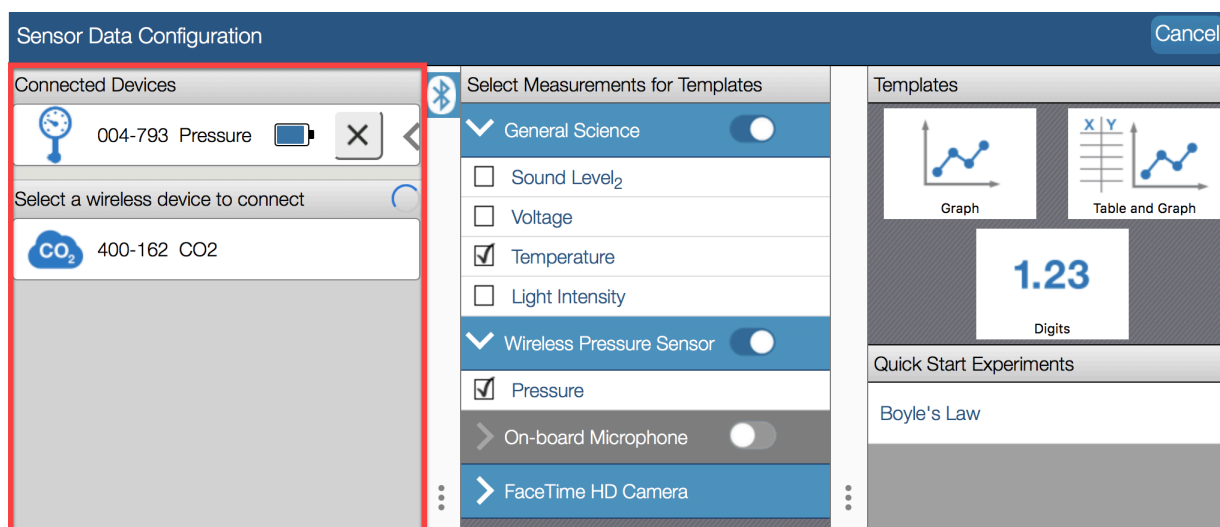 Sensor Data Configuration
Cancel
Connected Devices
004-793 Pressure
Select a wireless device to connect
CO₂
400-162 CO2
Select Measurements for Templates
General Science
Sound Level₂
Voltage
Temperature
Light Intensity
Wireless Pressure Sensor
Pressure
On-board Microphone
FaceTime HD Camera
Templates
Graph
X Y
Table and Graph
1.23
Digits
Quick Start Experiments
Boyle's Law